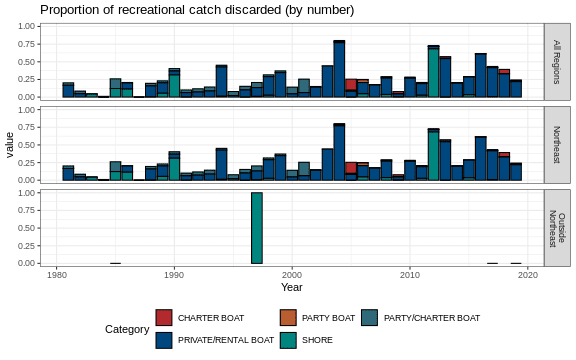 Proportion of recreational catch discarded (by number)
1.00
0.75
0.50
0.25
0.00
All Regions
1.00
0.75
0.50
0.25
0.00
Northeast
1.00
0.75
0.50
0.25
0.00
Outside
Northeast
value
1980 1990 2000 2010 2020
Year
Category
CHARTER BOAT PARTY BOAT PARTY/CHARTER BOAT
PRIVATE/RENTAL BOAT SHORE